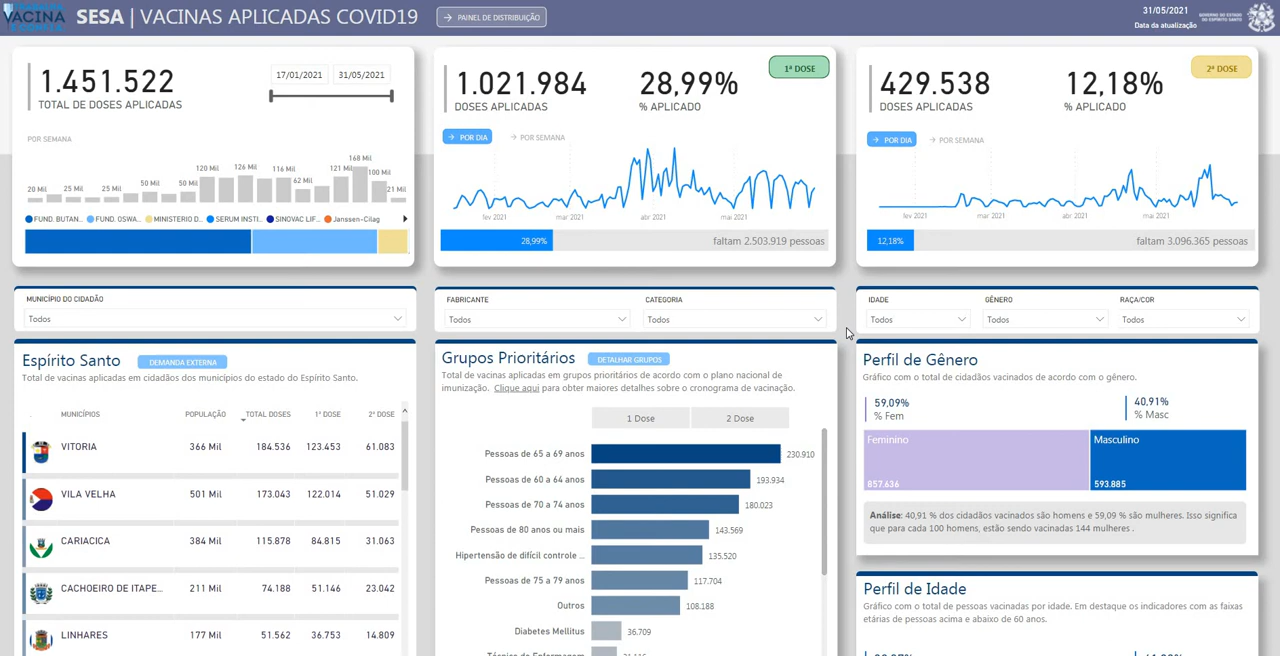 VACINA
SESA | VACINAS APLICADAS COVID19
→ PAINEL DE DISTRIBUIÇÃO
31/05/2021
Data da atualização
GOVERNO DO ESTADO
DO ESPÍRITO SANTO
1.451.522
TOTAL DE DOSES APLICADAS
17/01/2021
31/05/2021
POR SEMANA
20 Mil
25 Mil
25 Mil
50 Mil
50 Mil
120 Mil
126 Mil
116 Mil
62 Mil
121 Mil
168 Mil
100 Mil
21 Mil
FUND. BUTAN...
FUND. OSWA...
MINISTERIO D...
SERUM INSTI...
SINOVAC LIF...
Janssen-Cilag
1.021.984
DOSES APLICADAS
28,99%
% APLICADO
1ª DOSE
→ POR DIA
→ POR SEMANA
fev 2021
mar 2021
abr 2021
mai 2021
28,99%
faltam 2.503.919 pessoas
429.538
DOSES APLICADAS
12,18%
% APLICADO
2ª DOSE
→ POR DIA
→ POR SEMANA
fev 2021
mar 2021
abr 2021
mai 2021
12,18%
faltam 3.096.365 pessoas
MUNICÍPIO DO CIDADÃO
Todos
FABRICANTE
Todos
CATEGORIA
Todos
IDADE
Todos
GÊNERO
Todos
RAÇA/COR
Todos
Espírito Santo
DEMANDA EXTERNA
Total de vacinas aplicadas em cidadãos dos municípios do estado do Espírito Santo.
MUNICÍPIOS POPULAÇÃO TOTAL DOSES 1ª DOSE 2ª DOSE
VITORIA 366 Mil 184.536 123.453 61.083
VILA VELHA 501 Mil 173.043 122.014 51.029
CARIACICA 384 Mil 115.878 84.815 31.063
CACHOEIRO DE ITAPE... 211 Mil 74.188 51.146 23.042
LINHARES 177 Mil 51.562 36.753 14.809
Grupos Prioritários
DETALHAR GRUPOS
Total de vacinas aplicadas em grupos prioritários de acordo com o plano nacional de
imunização. Clique aqui para obter maiores detalhes sobre o cronograma de vacinação.
1 Dose
2 Dose
Pessoas de 65 a 69 anos 230.910
Pessoas de 60 a 64 anos 193.934
Pessoas de 70 a 74 anos 180.023
Pessoas de 80 anos ou mais 143.569
Hipertensão de difícil controle ... 135.520
Pessoas de 75 a 79 anos 117.704
Outros 108.188
Diabetes Mellitus 36.709
Perfil de Gênero
Gráfico com o total de cidadãos vacinados de acordo com o gênero.
59,09%
% Fem
40,91%
% Masc
Feminino
857.636
Masculino
593.885
Análise: 40,91 % dos cidadãos vacinados são homens e 59,09 % são mulheres. Isso significa
que para cada 100 homens, estão sendo vacinadas 144 mulheres .
Perfil de Idade
Gráfico com o total de pessoas vacinadas por idade. Em destaque os indicadores com as faixas
etárias de pessoas acima e abaixo de 60 anos.